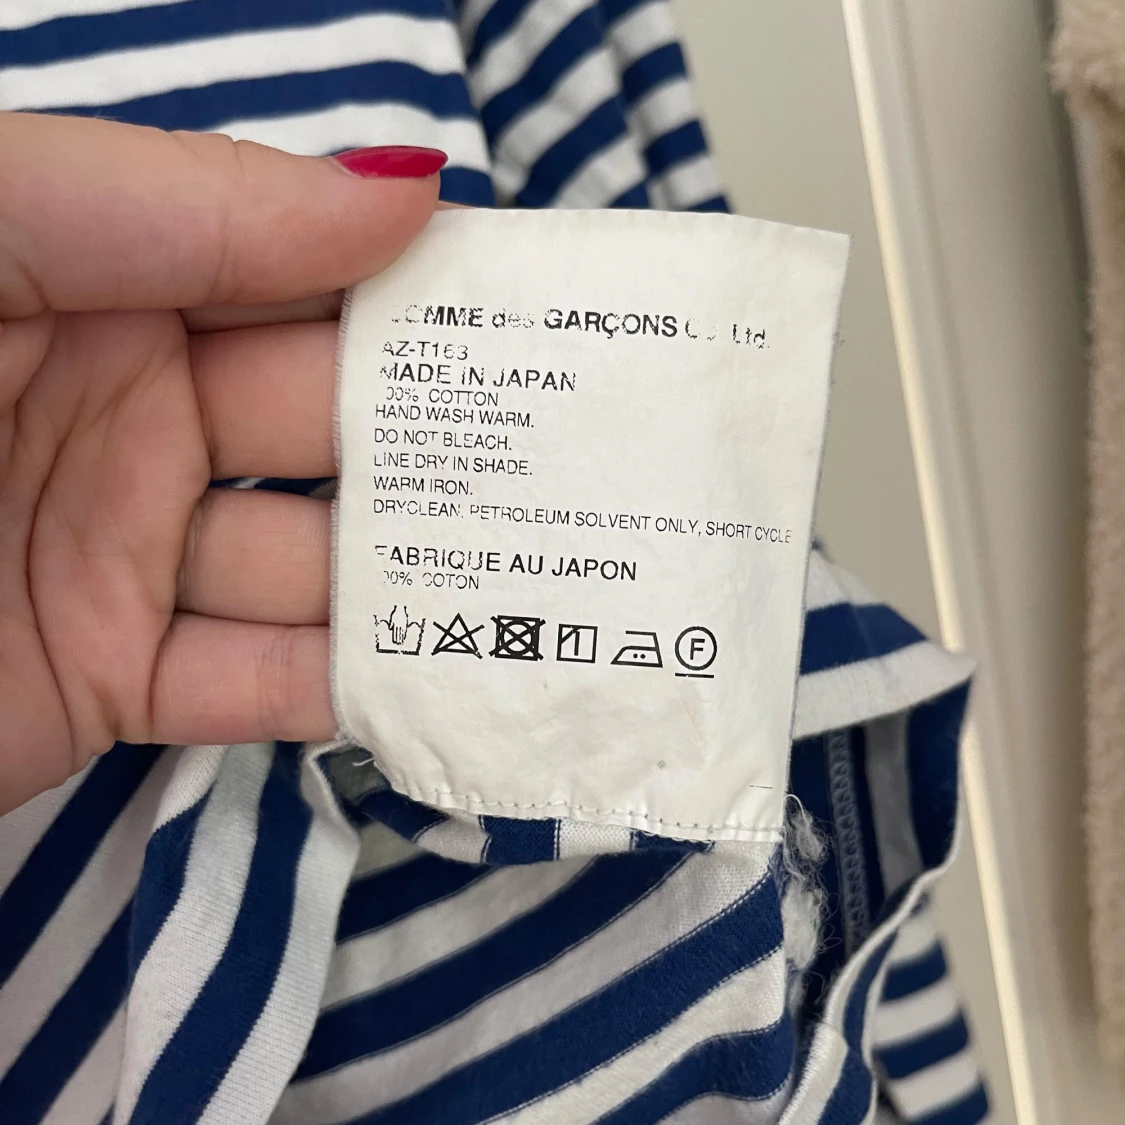 COMME des GARÇONS Co. Ltd.
AZ-T163
MADE IN JAPAN
100% COTTON
HAND WASH WARM.
DO NOT BLEACH.
LINE DRY IN SHADE.
WARM IRON.
DRYCLEAN, PETROLEUM SOLVENT ONLY, SHORT CYCLE
FABRIQUE AU JAPON
100% COTON
F